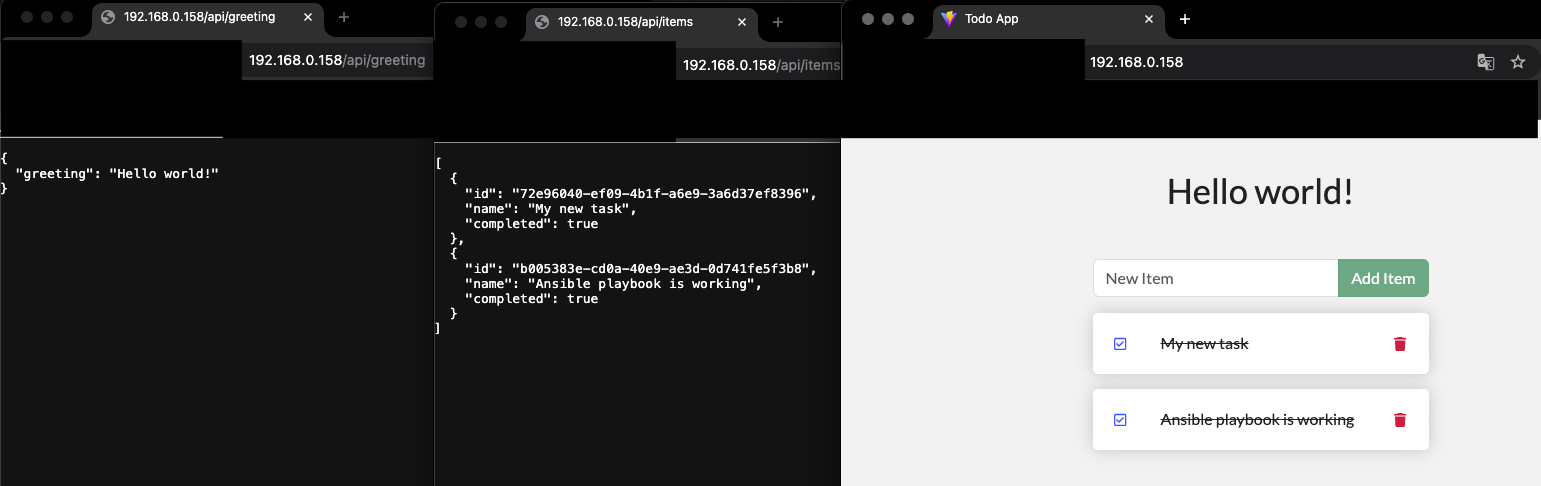 192.168.0.158/api/greeting
192.168.0.158/api/greeting
{
  "greeting": "Hello world!"
}
192.168.0.158/api/items
192.168.0.158/api/items
[
  {
    "id": "72e96040-ef09-4b1f-a6e9-3a6d37ef8396",
    "name": "My new task",
    "completed": true
  },
  {
    "id": "b005383e-cd0a-40e9-ae3d-0d741fe5f3b8",
    "name": "Ansible playbook is working",
    "completed": true
  }
]
Todo App
192.168.0.158
Hello world!
New Item
Add Item
My new task
Ansible playbook is working